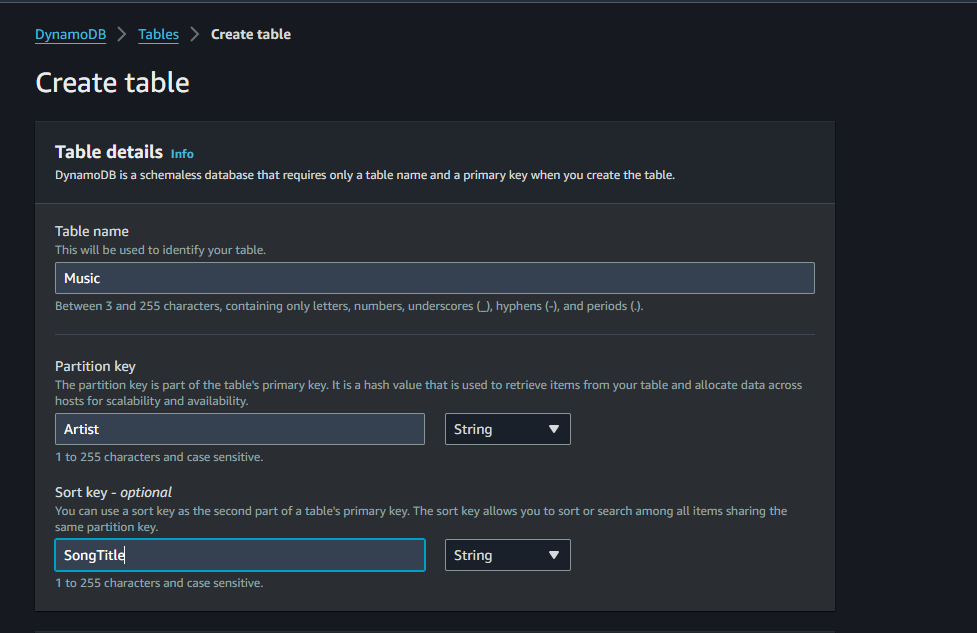 DynamoDB > Tables > Create table
Create table
Table details Info
DynamoDB is a schemaless database that requires only a table name and a primary key when you create the table.
Table name
This will be used to identify your table.
Music
Between 3 and 255 characters, containing only letters, numbers, underscores (_), hyphens (-), and periods (.).
Partition key
The partition key is part of the table's primary key. It is a hash value that is used to retrieve items from your table and allocate data across
hosts for scalability and availability.
Artist String
1 to 255 characters and case sensitive.
Sort key - optional
You can use a sort key as the second part of a table's primary key. The sort key allows you to sort or search among all items sharing the
same partition key.
SongTitle String
1 to 255 characters and case sensitive.